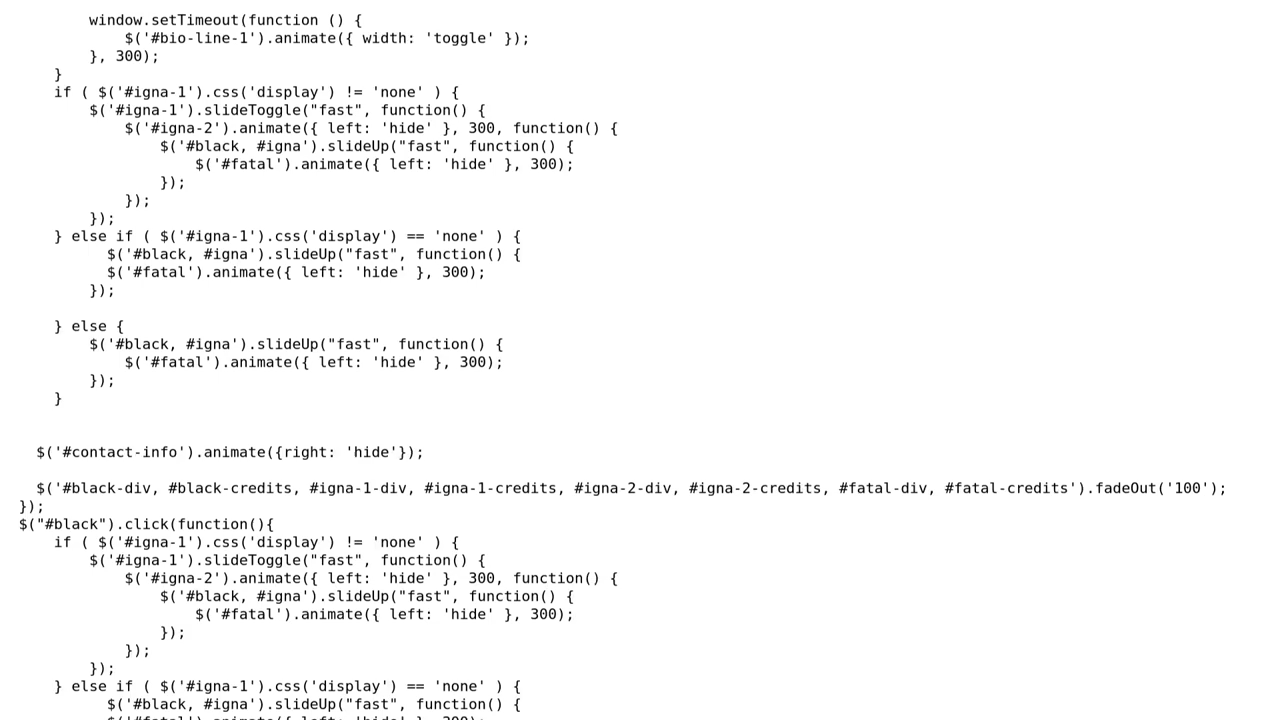 window.setTimeout(function () {
            $('#bio-line-1').animate({ width: 'toggle' });
        }, 300);
    }
    if ( $('#igna-1').css('display') != 'none' ) {
        $('#igna-1').slideToggle("fast", function() {
            $('#igna-2').animate({ left: 'hide' }, 300, function() {
                $('#black, #igna').slideUp("fast", function() {
                    $('#fatal').animate({ left: 'hide' }, 300);
                });
            });
        });
    } else if ( $('#igna-1').css('display') == 'none' ) {
          $('#black, #igna').slideUp("fast", function() {
          $('#fatal').animate({ left: 'hide' }, 300);
        });

    } else {
        $('#black, #igna').slideUp("fast", function() {
            $('#fatal').animate({ left: 'hide' }, 300);
        });
    }


  $('#contact-info').animate({right: 'hide'});

  $('#black-div, #black-credits, #igna-1-div, #igna-1-credits, #igna-2-div, #igna-2-credits, #fatal-div, #fatal-credits').fadeOut('100');
});
$("#black").click(function(){
    if ( $('#igna-1').css('display') != 'none' ) {
        $('#igna-1').slideToggle("fast", function() {
            $('#igna-2').animate({ left: 'hide' }, 300, function() {
                $('#black, #igna').slideUp("fast", function() {
                    $('#fatal').animate({ left: 'hide' }, 300);
                });
            });
        });
    } else if ( $('#igna-1').css('display') == 'none' ) {
          $('#black, #igna').slideUp("fast", function() {
          $('#fatal').animate({ left: 'hide' }, 300);